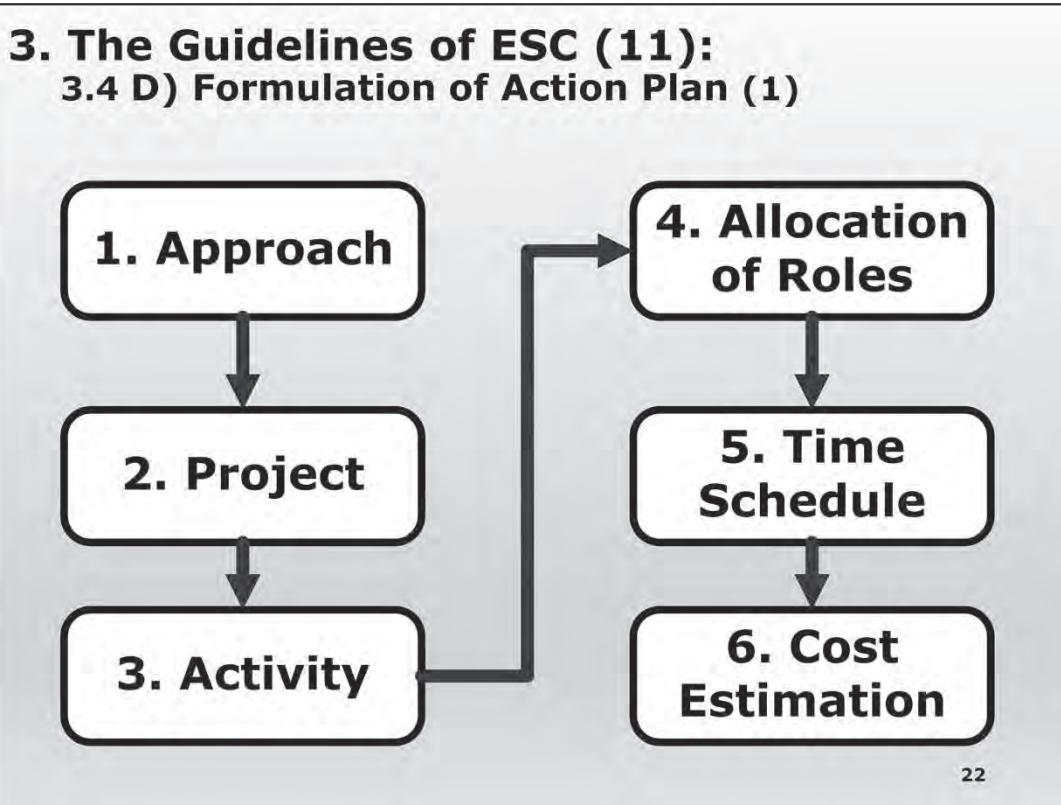 3. The Guidelines of ESC (11):
3.4 D) Formulation of Action Plan (1)
1. Approach
2. Project
3. Activity
4. Allocation
of Roles
5. Time
Schedule
6. Cost
Estimation
22